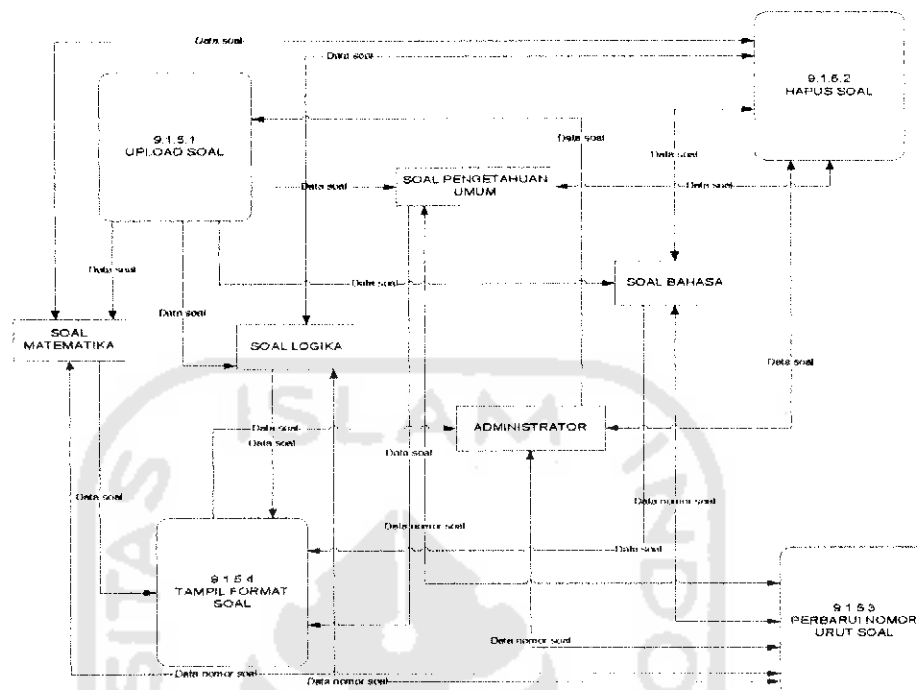 Data soal
Data soal
9.1.5.2
HAPUS SOAL
9.1.5.1
UPLOAD SOAL
Data soal
Data soal
SOAL PENGETAHUAN
UMUM
Data soal
Data soal
Data soal
Data soal
SOAL BAHASA
Data soal
SOAL
MATEMATIKA
SOAL LOGIKA
Data soal
ISLAM
ADMINISTRATOR
Data soal
Data soal
Data soal
Data soal
Data nomor soal
Data nomor soal
Data soal
9.1.5.4
TAMPIL FORMAT
SOAL
9.1.5.3
PERBARUI NOMOR
URUT SOAL
Data nomor soal
Data nomor soal
Data nomor soal
SITAS
INDO